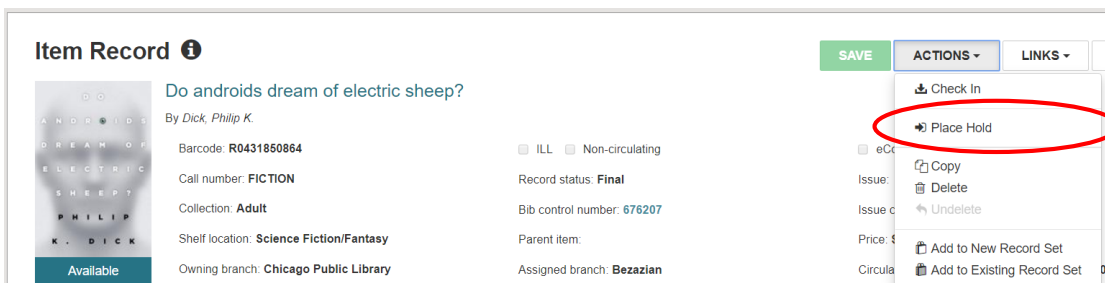 Item Record
SAVE
ACTIONS
LINKS
Do andrOids dream of electric sheep?
By Dick, Philip K.
DO
ANDROIDS
DREAM OF
ELECTRIC
SHEEP?
PHILIP
K. DICK
Available
Barcode: R0431850864
ILL
Non-circulating
Call number: FICTION
Record status: Final
Issue:
Collection: Adult
Bib control number: 676207
Shelf location: Science Fiction/Fantasy
Parent item:
Price:
Owning branch: Chicago Public Library
Assigned branch: Bezazian
Check In
Place Hold
Copy
Delete
Undelete
Add to New Record Set
Add to Existing Record Set